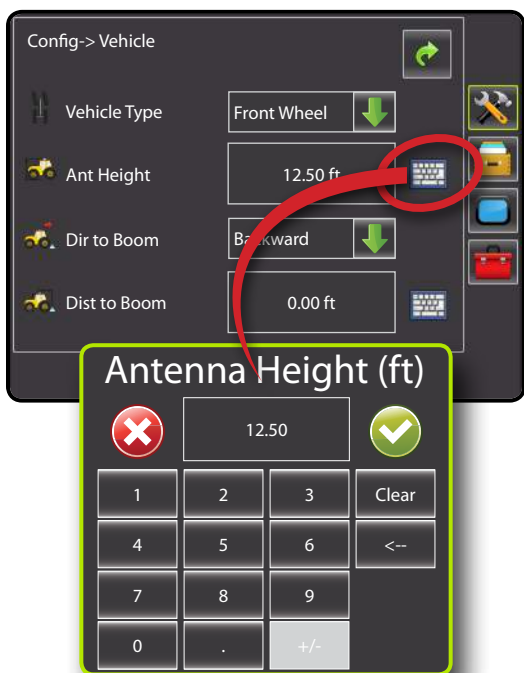 Config-> Vehicle
Vehicle Type Front Wheel
Ant Height 12.50 ft
Dir to Boom Backward
Dist to Boom 0.00 ft
Antenna Height (ft)
12.50
1 2 3 Clear
4 5 6 <--
7 8 9
0 . +/-